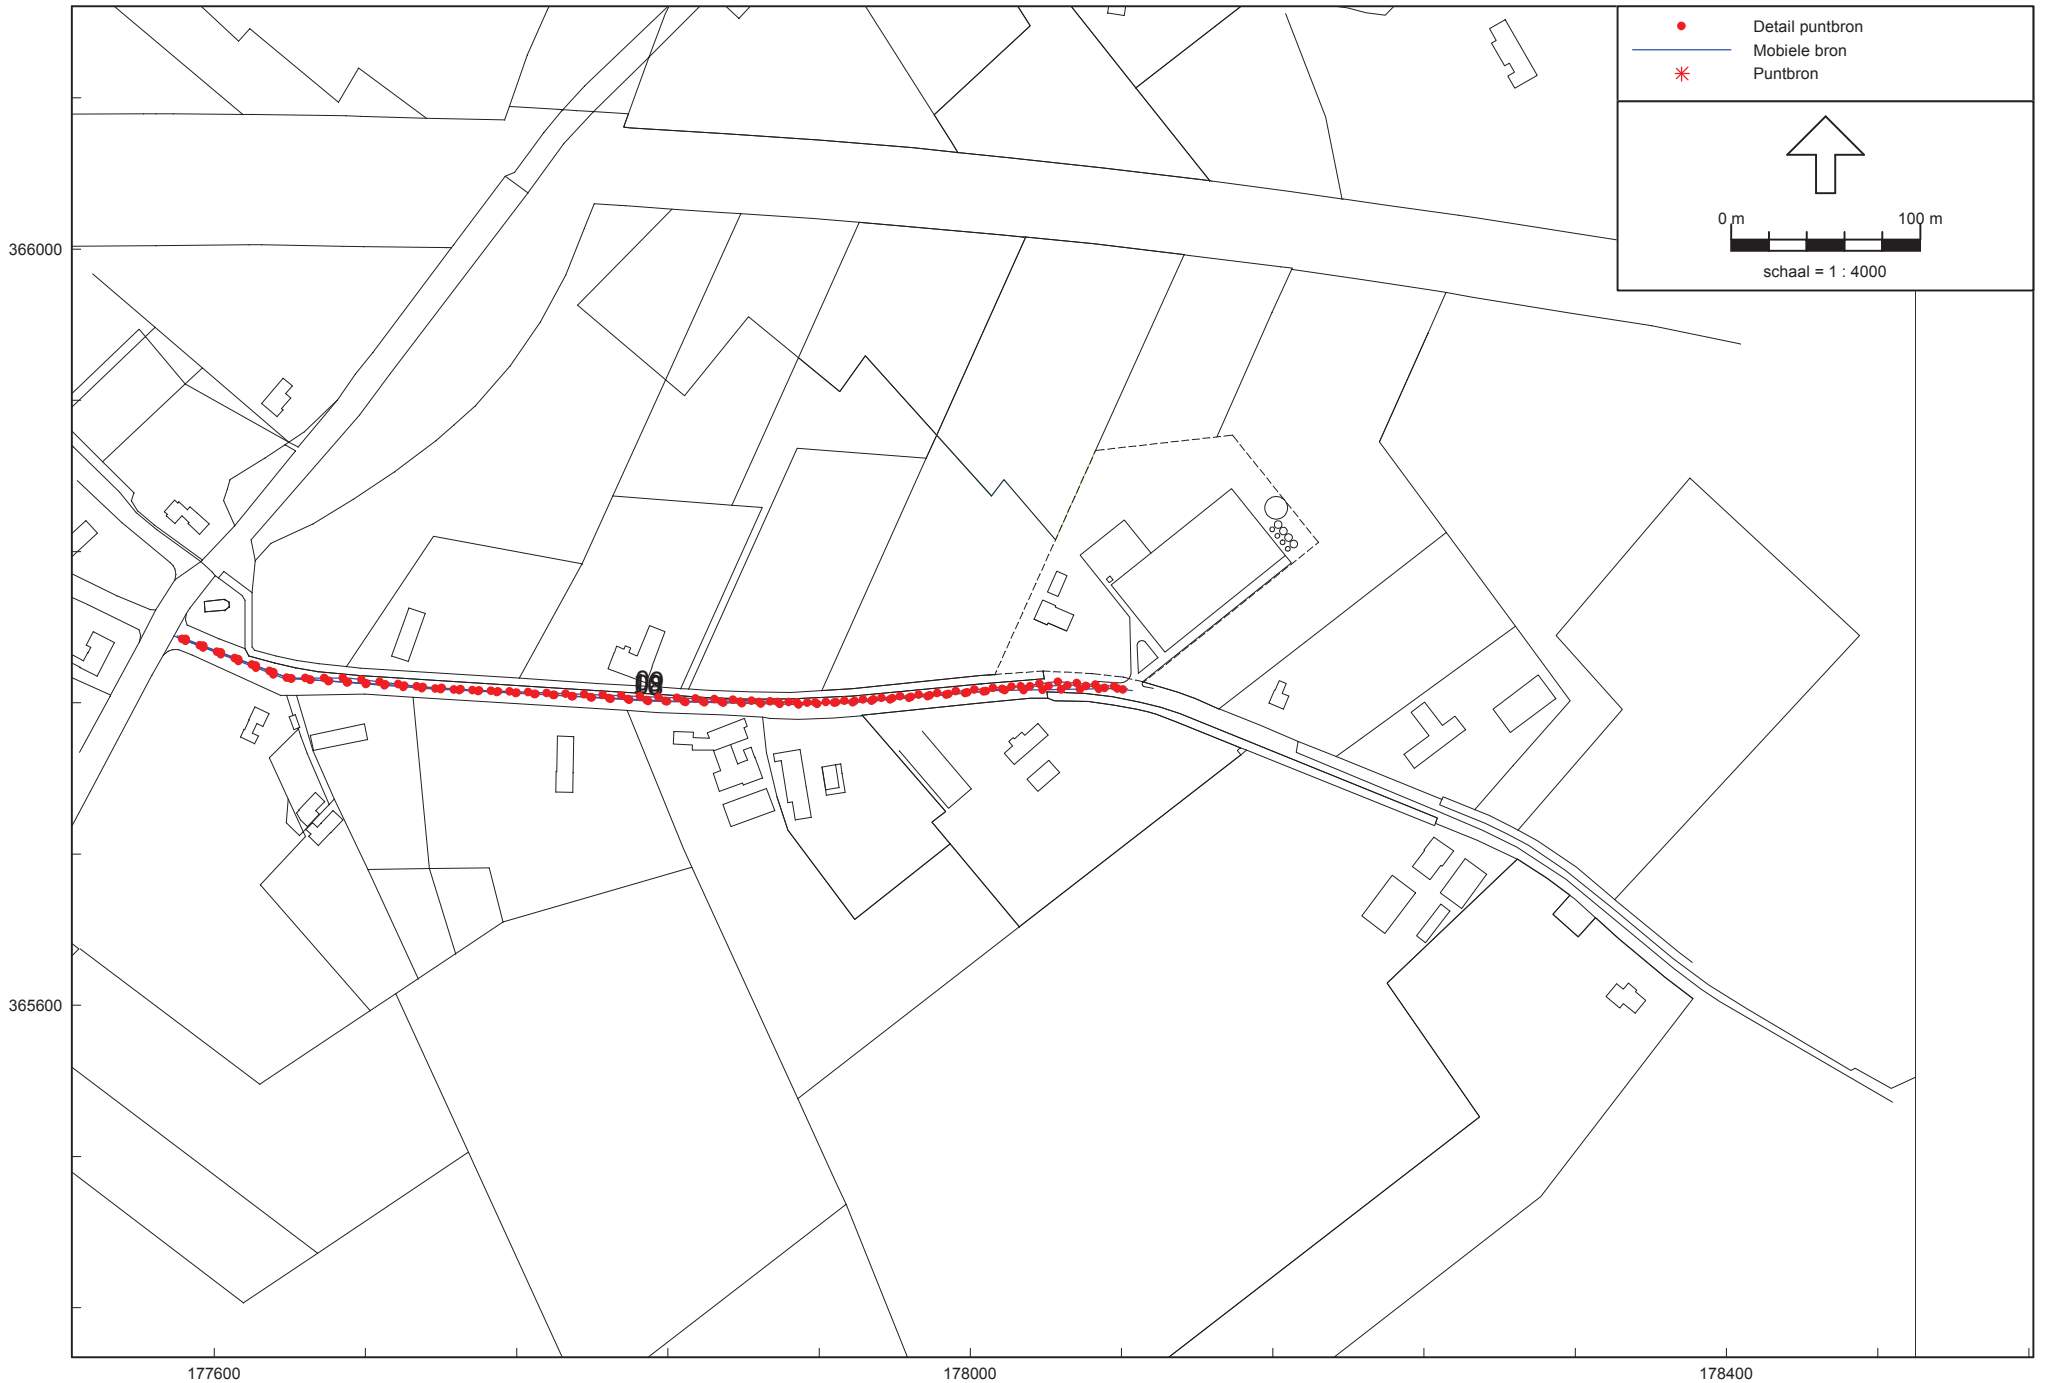 Detail puntbron
Mobiele bron
Puntbron
0 m 100 m
schaal = 1 : 4000
366000
365600
177600 178000 178400